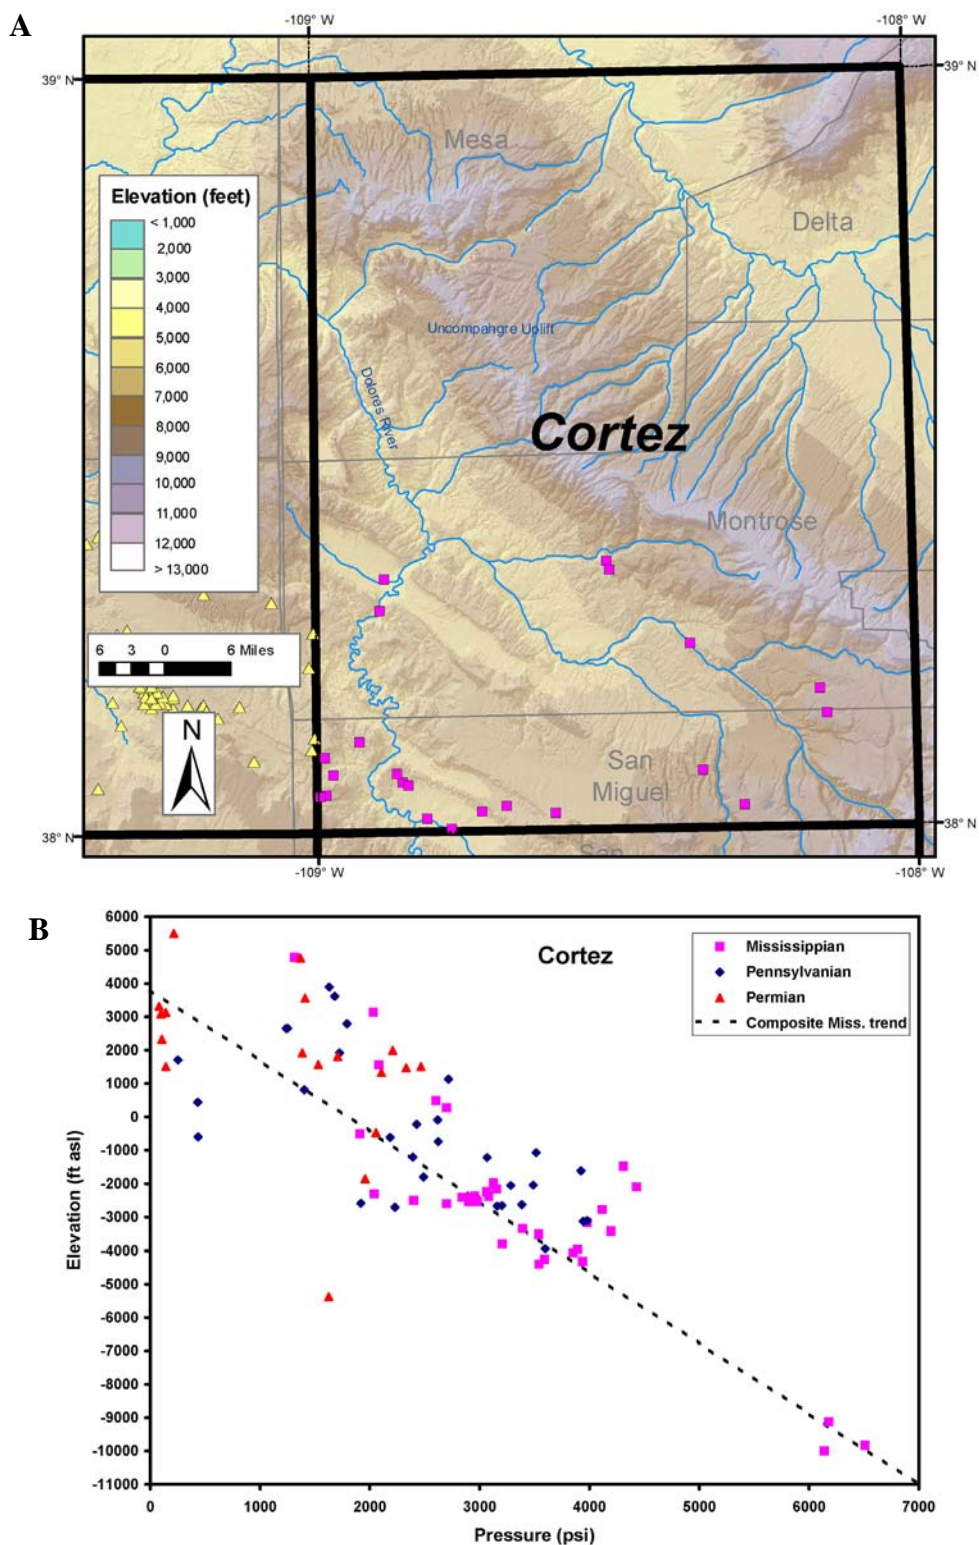 A
-109° W
-108° W
39° N
39° N
Mesa
Elevation (feet)
< 1,000
2,000
3,000
4,000
5,000
6,000
7,000
8,000
9,000
10,000
11,000
12,000
> 13,000
Delta
Uncompahgre Uplift
Dolores River
Cortez
Montrose
6 3 0 6 Miles
N
San
Miguel
San
38° N
38° N
-109° W
-108° W
B
Cortez
Mississippian
Pennsylvanian
Permian
Composite Miss. trend
6000
5000
4000
3000
2000
1000
0
-1000
-2000
-3000
-4000
-5000
-6000
-7000
-8000
-9000
-10000
-11000
Elevation (ft asl)
0 1000 2000 3000 4000 5000 6000 7000
Pressure (psi)